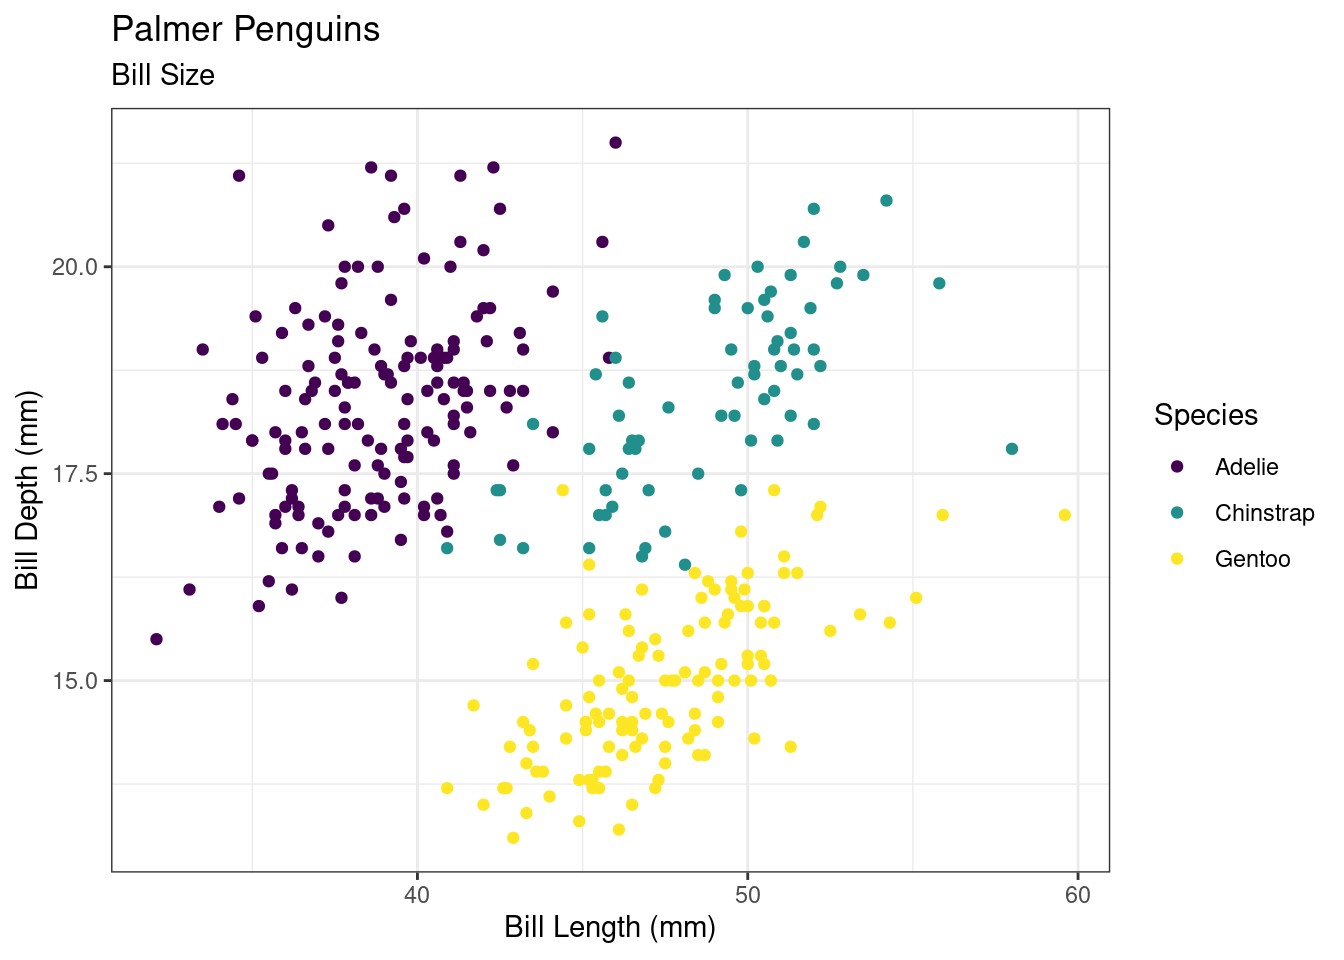 Palmer Penguins
Bill Size
20.0
17.5
15.0
Bill Depth (mm)
40 50 60
Bill Length (mm)
Species
Adelie
Chinstrap
Gentoo